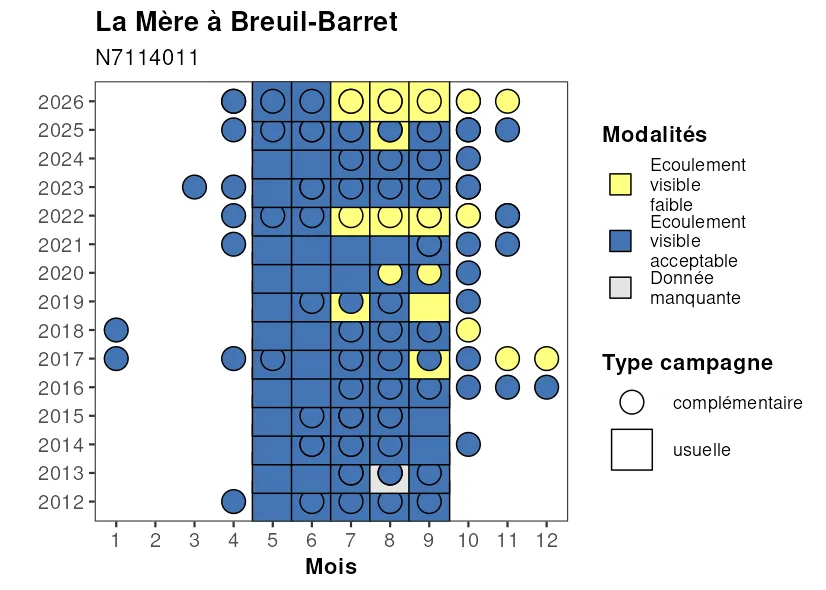 La Mère à Breuil-Barret
N7114011
2026
2025
2024
2023
2022
2021
2020
2019
2018
2017
2016
2015
2014
2013
2012
1 2 3 4 5 6 7 8 9 10 11 12
Mois
Modalités
Ecoulement
visible
faible
Ecoulement
visible
acceptable
Donnée
manquante
Type campagne
complémentaire
usuelle